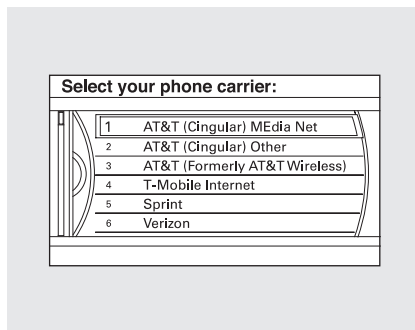 Select your phone carrier:
1 AT&T (Cingular) MEdia Net
2 AT&T (Cingular) Other
3 AT&T (Formerly AT&T Wireless)
4 T-Mobile Internet
5 Sprint
6 Verizon